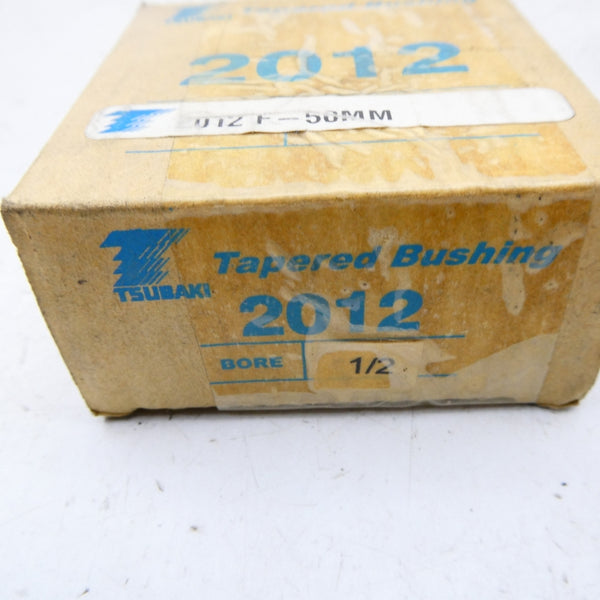 2012
012 F-50MM
TSUBAKI
Tapered Bushing
2012
BORE
1/2